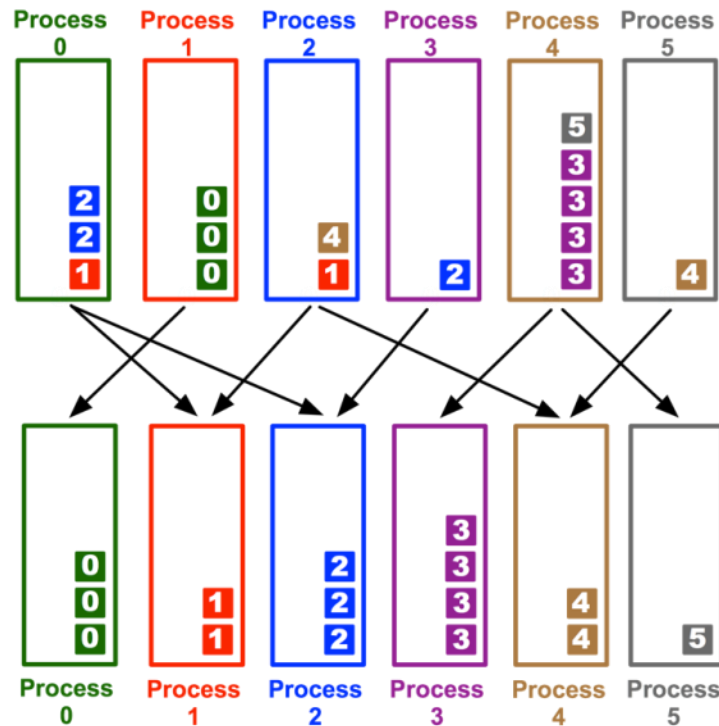 Process Process Process Process Process Process
0 1 2 3 4 5
5
3
2 0 3
2 0 4 3
1 0 1 2 3 4
3
0 2 3
0 1 2 3 4
0 1 2 3 4 5
Process Process Process Process Process Process
0 1 2 3 4 5